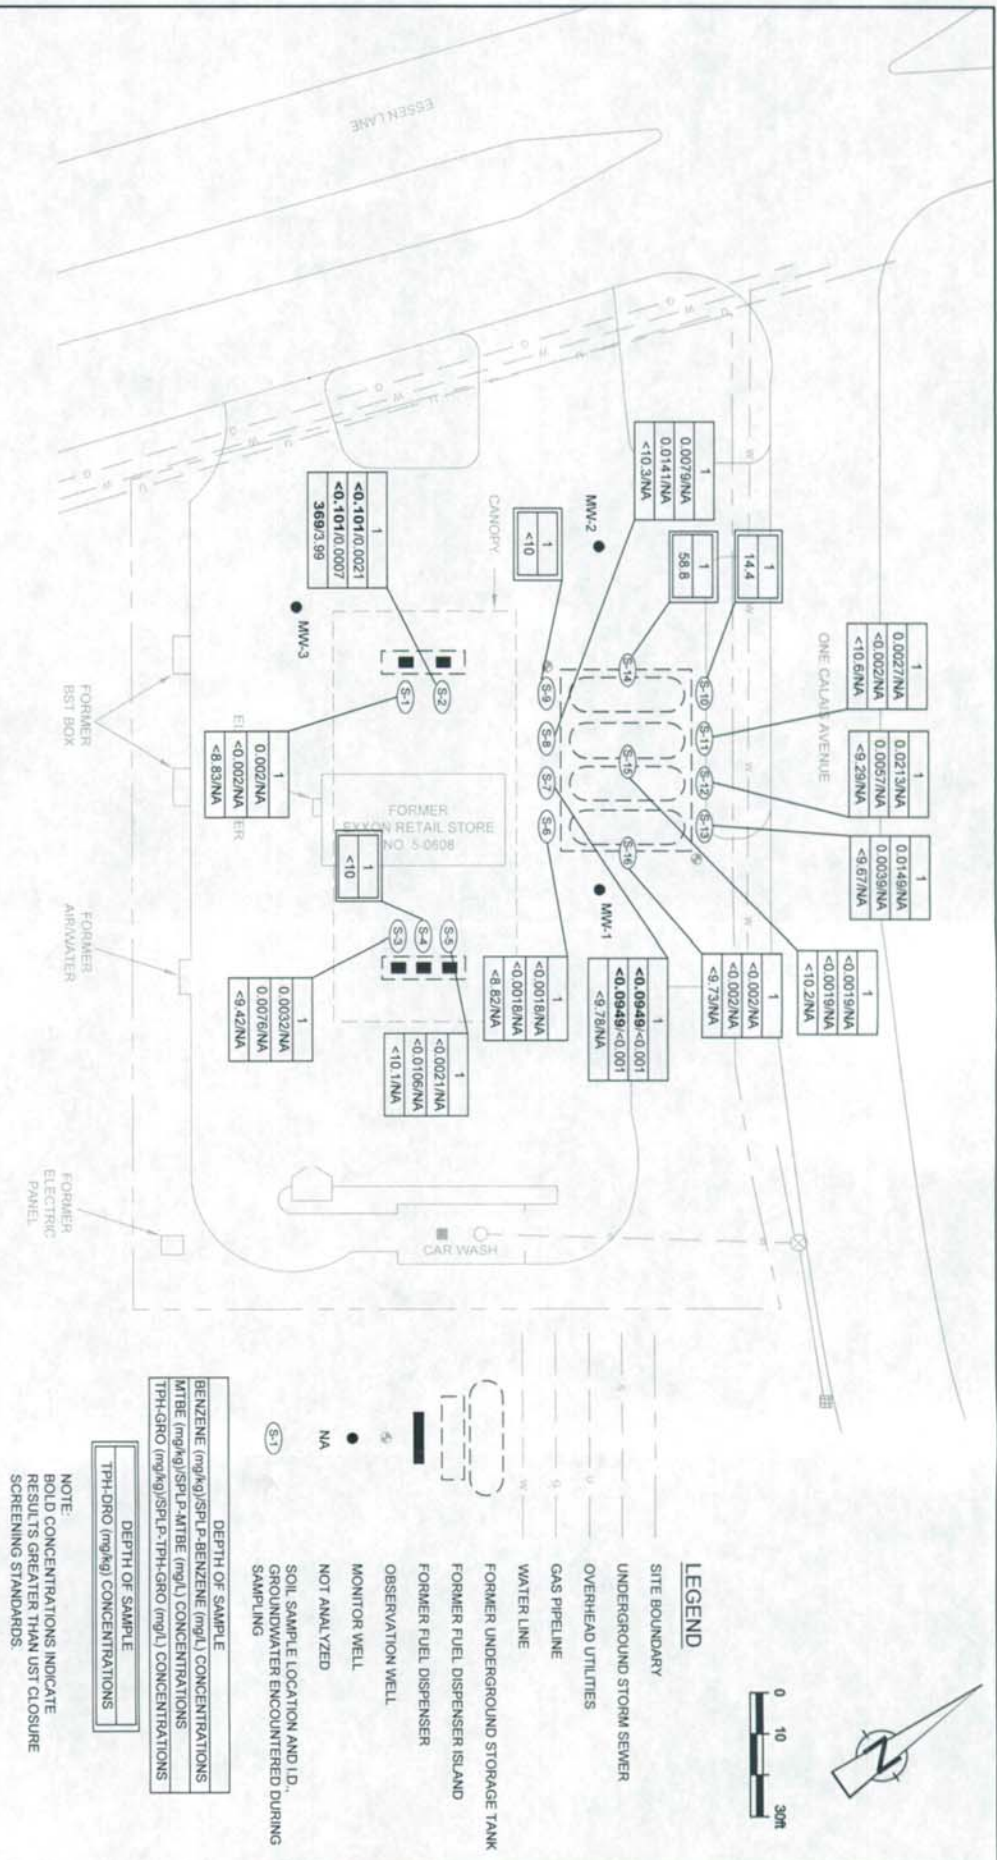 ESSEN LANE
ONE CALAIS AVENUE
1
0.0027/NA
<0.002/NA
<10.6/NA
1
0.0213/NA
0.0057/NA
<9.29/NA
1
0.0149/NA
0.0039/NA
<9.67/NA
1
14.4
1
58.8
1
0.0079/NA
0.0141/NA
<10.3/NA
1
<0.0019/NA
<0.0019/NA
<10.2/NA
1
<0.002/NA
<0.002/NA
<9.73/NA
1
<0.0949/<0.001
<0.0949/<0.001
<9.78/NA
1
<0.0018/NA
<0.0018/NA
<8.82/NA
1
<10
MW-2
MW-1
S-10
S-11
S-12
S-13
S-14
S-15
S-16
S-9
S-8
S-7
S-6
CANOPY
1
<0.101/0.0021
<0.101/0.0007
369/3.99
MW-3
S-2
S-1
1
0.002/NA
<0.002/NA
<8.83/NA
FORMER
EXXON RETAIL STORE
NO. 5-0608
1
<10
S-5
S-4
S-3
1
<0.0021/NA
<0.0106/NA
<10.1/NA
1
0.0032/NA
0.0076/NA
<9.42/NA
CAR WASH
FORMER
BST BOX
FORMER
AIR/WATER
FORMER
ELECTRIC
PANEL
N
0 10 30ft
LEGEND
SITE BOUNDARY
S S UNDERGROUND STORM SEWER
U U OVERHEAD UTILITIES
G G GAS PIPELINE
W W WATER LINE
FORMER UNDERGROUND STORAGE TANK
FORMER FUEL DISPENSER ISLAND
FORMER FUEL DISPENSER
OBSERVATION WELL
MONITOR WELL
NA NOT ANALYZED
S-1 SOIL SAMPLE LOCATION AND I.D.,
GROUNDWATER ENCOUNTERED DURING
SAMPLING
DEPTH OF SAMPLE
BENZENE (mg/kg)/SPLP-BENZENE (mg/L) CONCENTRATIONS
MTBE (mg/kg)/SPLP-MTBE (mg/L) CONCENTRATIONS
TPH-GRO (mg/kg)/SPLP-TPH-GRO (mg/L) CONCENTRATIONS
DEPTH OF SAMPLE
TPH-DRO (mg/kg) CONCENTRATIONS
NOTE:
BOLD CONCENTRATIONS INDICATE
RESULTS GREATER THAN UST CLOSURE
SCREENING STANDARDS.